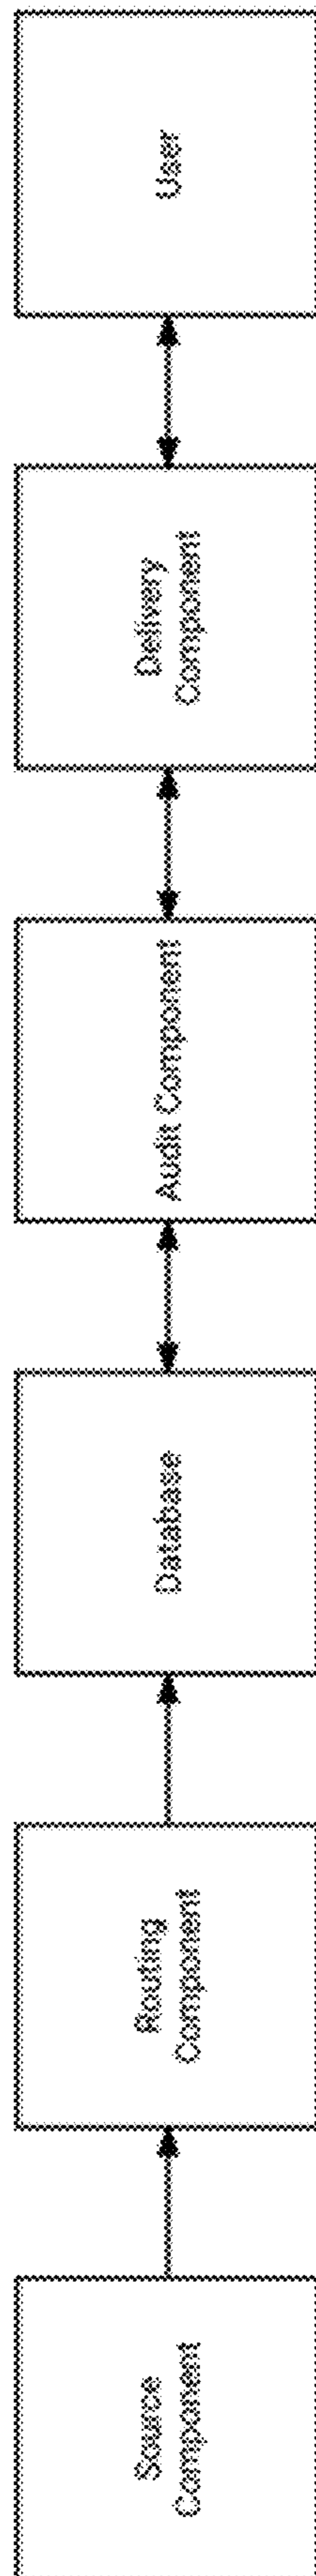 Source
Component
Routing
Component
Database
Audit Component
Delivery
Component
User